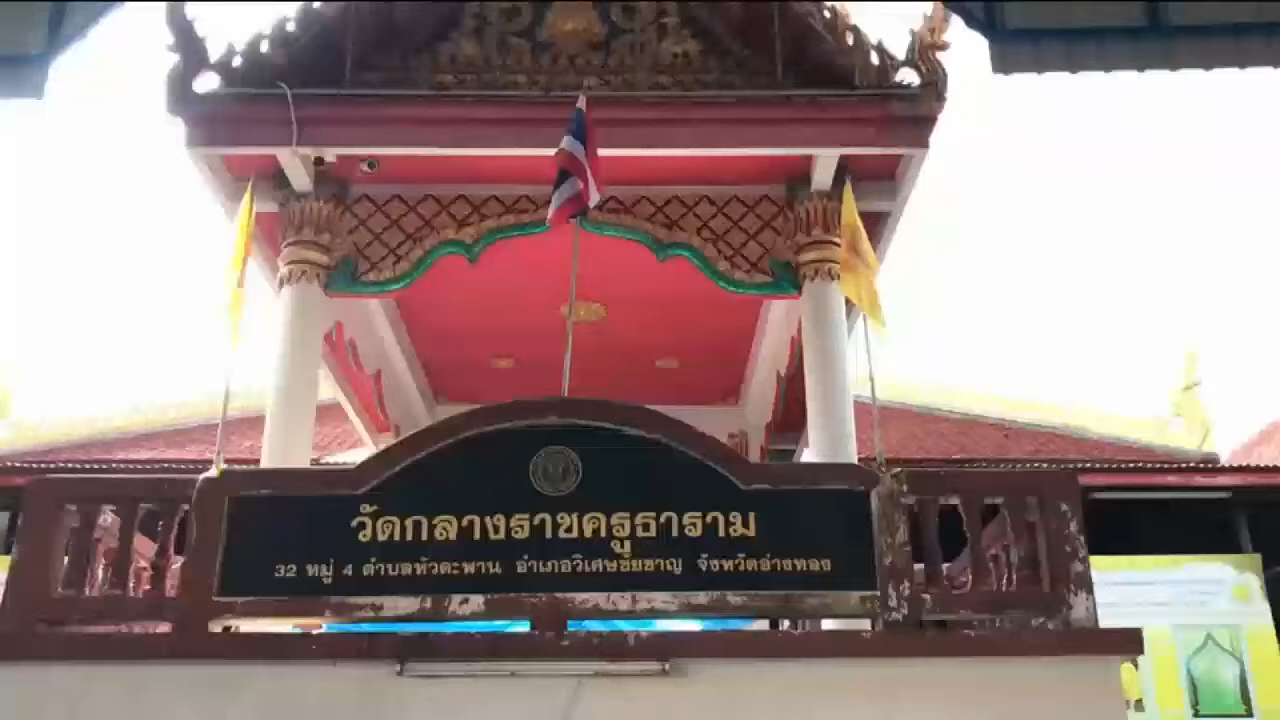 วัดกลางราชครูธาราม
32 หมู่ 4 ตำบลหัวตะพาน อำเภอวิเศษชัยชาญ จังหวัดอ่างทอง